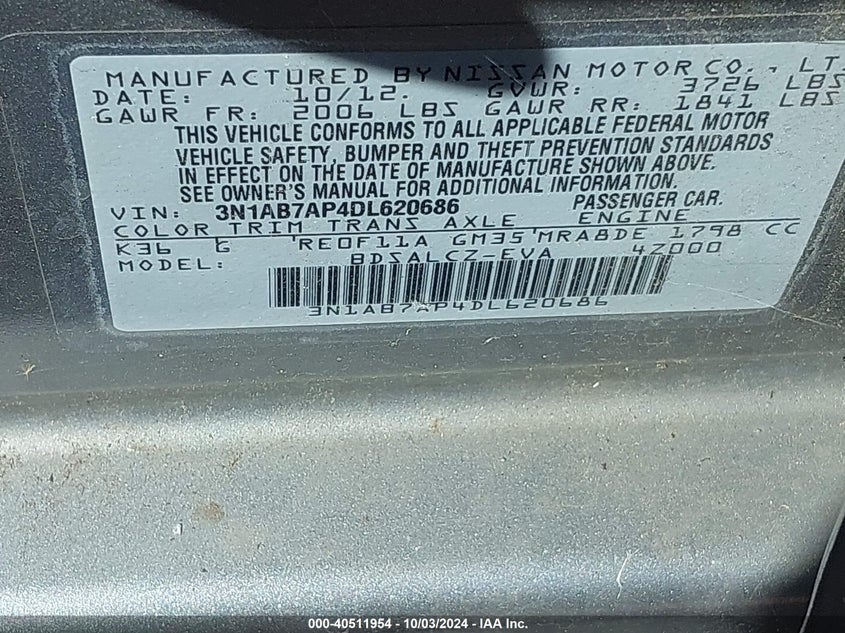 MANUFACTURED BY NISSAN MOTOR CO., LT
DATE: 10/12. GVWR: 3726 LBS
GAWR FR: 2006 LBS GAWR RR: 1841 LBS
THIS VEHICLE CONFORMS TO ALL APPLICABLE FEDERAL MOTOR
VEHICLE SAFETY, BUMPER AND THEFT PREVENTION STANDARDS
IN EFFECT ON THE DATE OF MANUFACTURE SHOWN ABOVE.
SEE OWNER'S MANUAL FOR ADDITIONAL INFORMATION.
VIN: 3N1AB7AP4DL620686 PASSENGER CAR.
COLOR TRIM TRANS AXLE ENGINE
K36 G 'RE0F11A GM35'MRA8DE 1798 CC
MODEL: BDSALCZ-EVA 4Z000
3N1AB7AP4DL620686
000-40511954 - 10/03/2024 - IAA Inc.